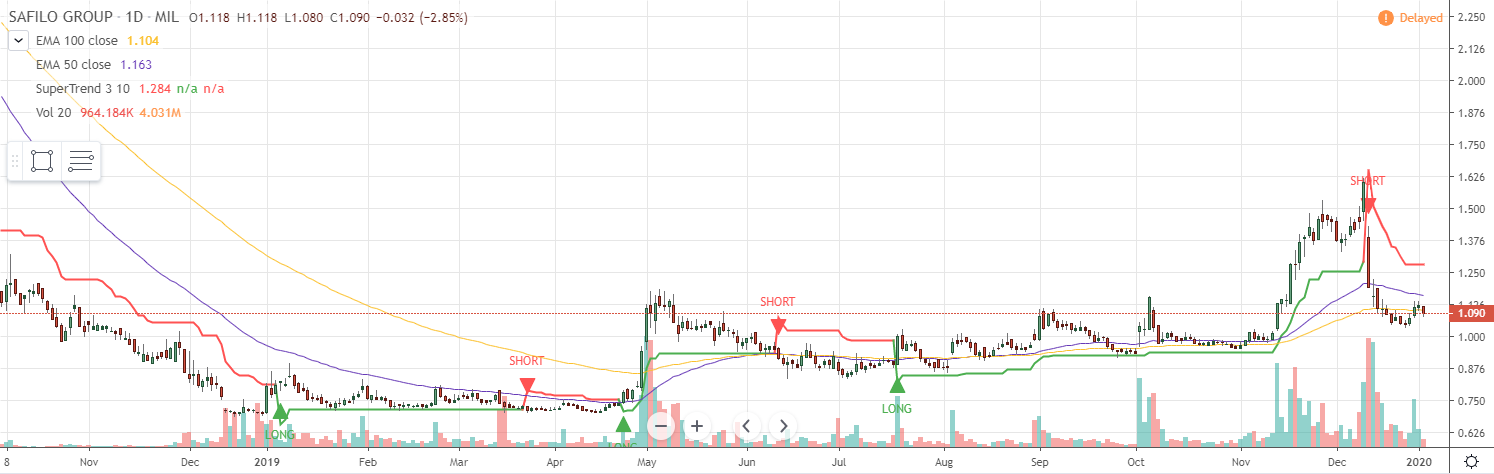 SAFILO GROUP · 1D · MIL O1.118 H1.118 L1.080 C1.090 −0.032 (−2.85%)
EMA 100 close 1.104
EMA 50 close 1.163
SuperTrend 3 10 1.284 n/a n/a
Vol 20 964.184K 4.031M
Delayed
2.250
2.126
2.000
1.876
1.750
1.626
1.500
1.376
1.250
1.126
1.090
1.000
0.876
0.750
0.626
SHORT
SHORT
SHORT
LONG
LONG
LONG
8 Nov Dec 2019 Feb Mar Apr May Jun Jul Aug Sep Oct Nov Dec 2020